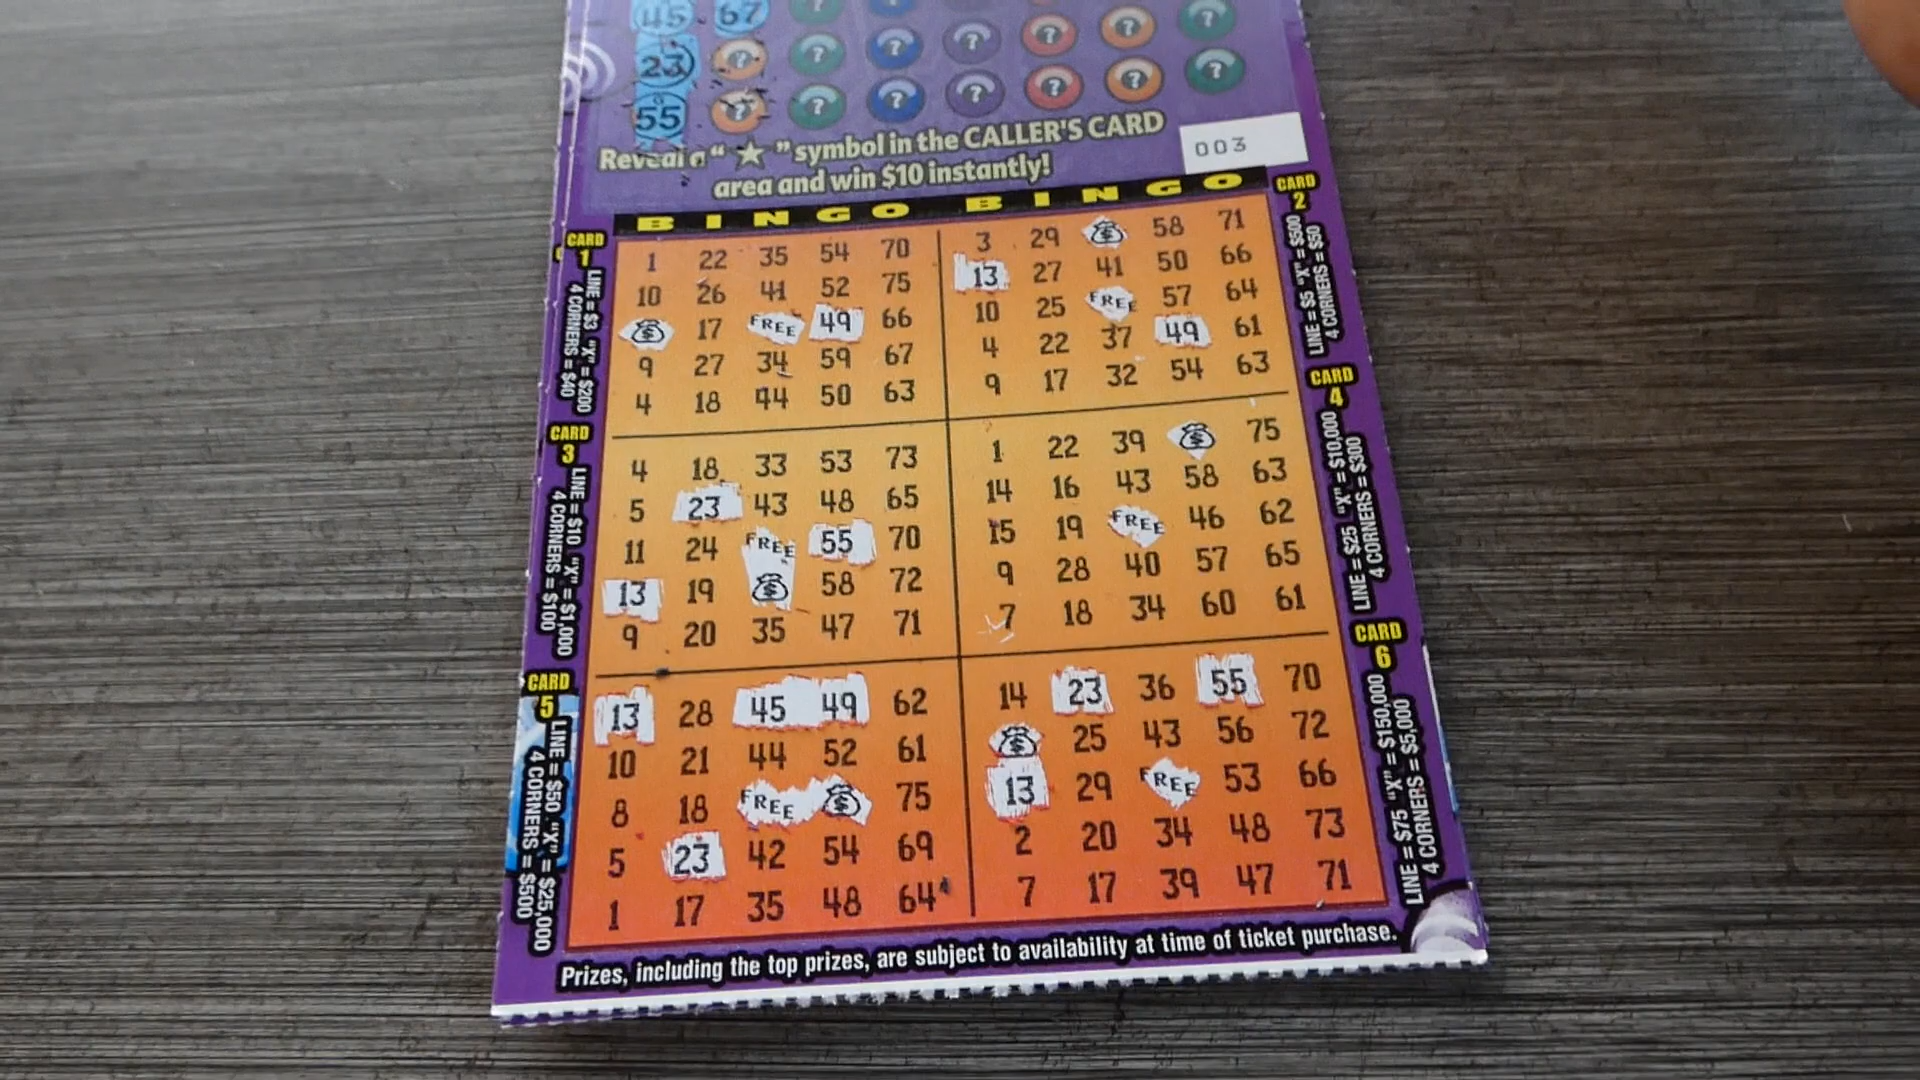 45 67
23
55
Reveal a "★" symbol in the CALLER'S CARD
area and win $10 instantly!
003
BINGO BINGO
CARD 1
LINE = $3 "X" = $200
4 CORNERS = $40
1 22 35 54 70
10 26 41 52 75
17 FREE 49 66
9 27 34 59 67
4 18 44 50 63
CARD 2
LINE = $5 "X" = $500
4 CORNERS = $50
3 29 58 71
13 27 41 50 66
10 25 FREE 57 64
4 22 37 49 61
9 17 32 54 63
CARD 3
LINE = $10 "X" = $1,000
4 CORNERS = $100
4 18 33 53 73
5 23 43 48 65
11 24 FREE 55 70
13 19 $ 58 72
9 20 35 47 71
CARD 4
LINE = $25 "X" = $10,000
4 CORNERS = $300
1 22 39 $ 75
14 16 43 58 63
15 19 FREE 46 62
9 28 40 57 65
7 18 34 60 61
CARD 5
LINE = $50 "X" = $25,000
4 CORNERS = $500
13 28 45 49 62
10 21 44 52 61
8 18 FREE $ 75
5 23 42 54 69
1 17 35 48 64
CARD 6
LINE = $75 "X" = $150,000
4 CORNERS = $5,000
14 23 36 55 70
$ 25 43 56 72
13 29 FREE 53 66
2 20 34 48 73
7 17 39 47 71
Prizes, including the top prizes, are subject to availability at time of ticket purchase.